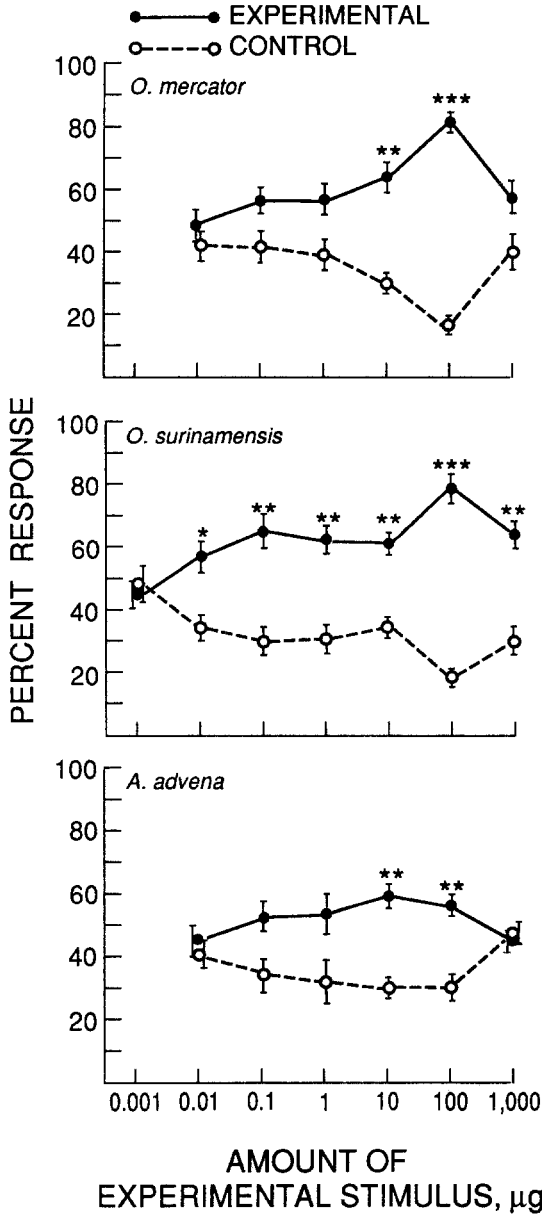 EXPERIMENTAL
CONTROL
100
O. mercator
80
60
40
20
***
**
100
O. surinamensis
80
60
40
20
***
**
**
**
**
*
100
A. advena
80
60
40
20
**
**
0.001 0.01 0.1 1 10 100 1,000
PERCENT RESPONSE
AMOUNT OF
EXPERIMENTAL STIMULUS, µg